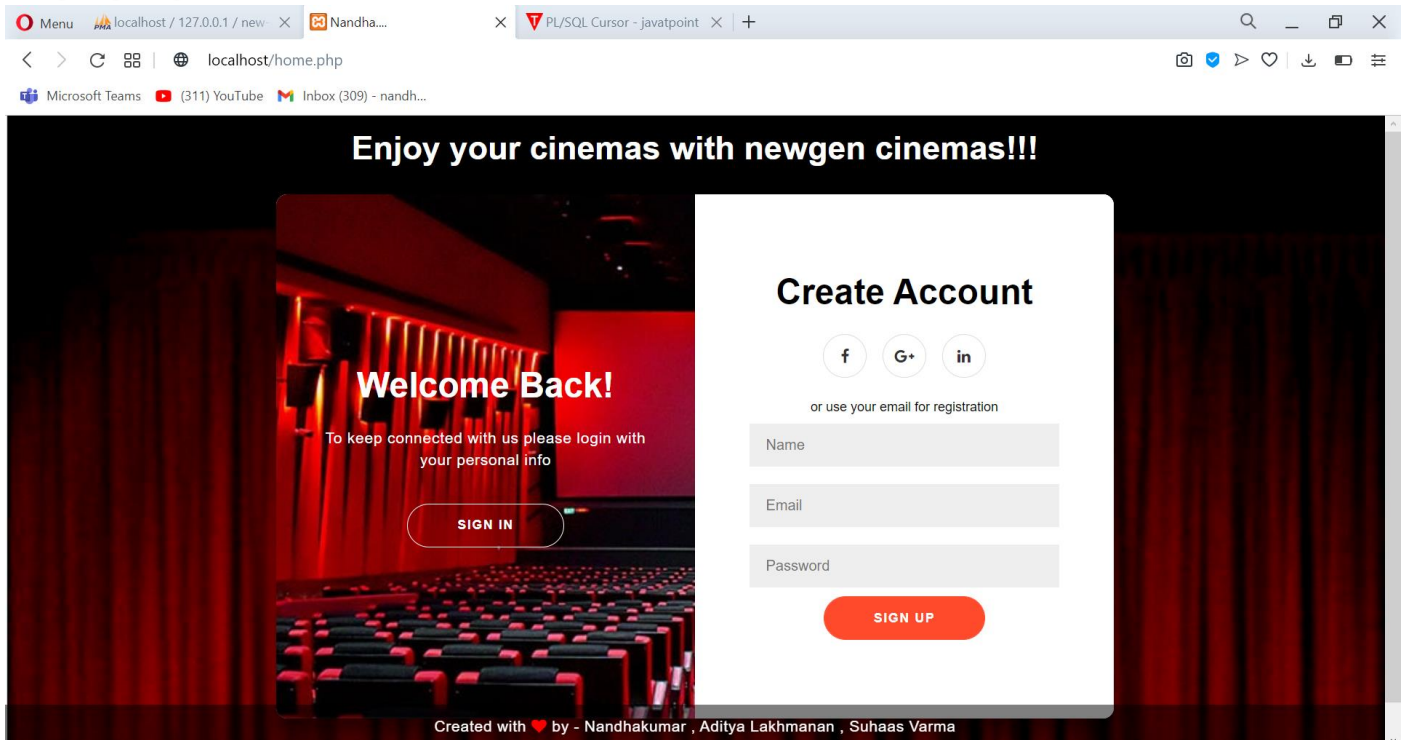 Menu
localhost / 127.0.0.1 / new-
Nandha....
PL/SQL Cursor - javatpoint
localhost/home.php
Microsoft Teams
(311) YouTube
Inbox (309) - nandh...
Enjoy your cinemas with newgen cinemas!!!
Welcome Back!
To keep connected with us please login with
your personal info
SIGN IN
Create Account
f G+ in
or use your email for registration
Name
Email
Password
SIGN UP
Created with ❤ by - Nandhakumar , Aditya Lakhmanan , Suhaas Varma